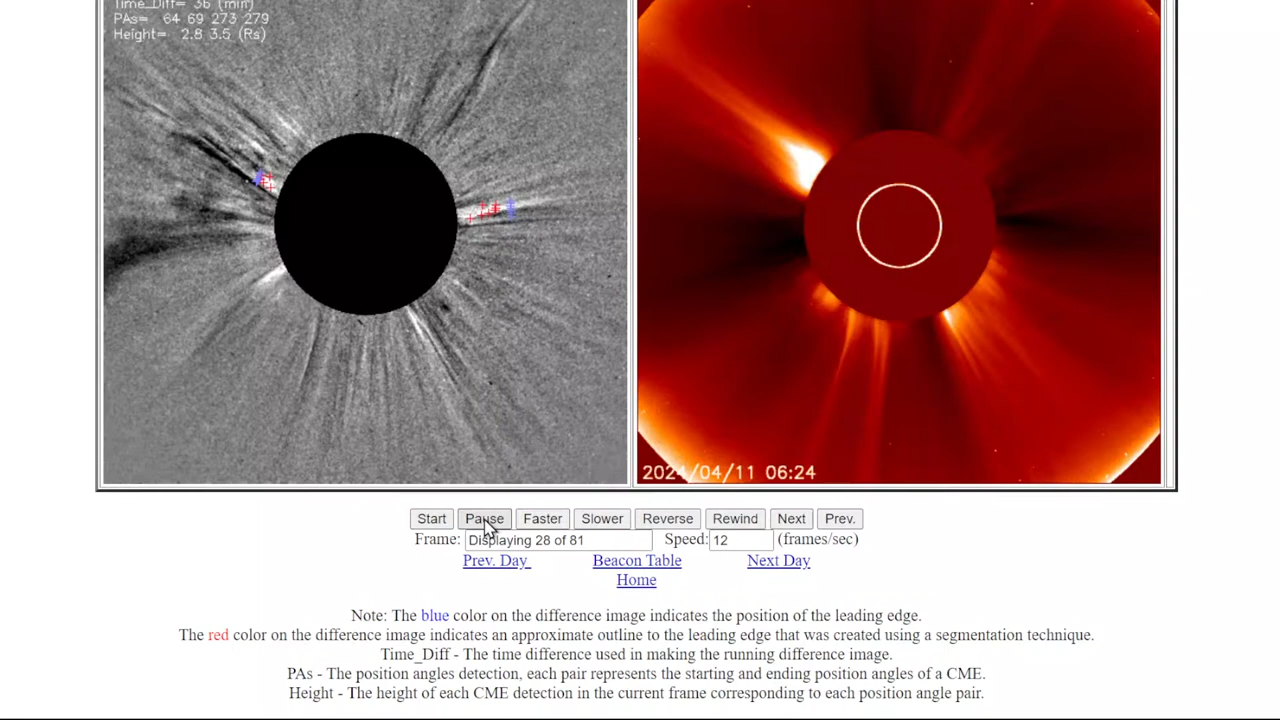 Time_Diff= 36 (min)
PAs= 64 69 273 279
Height= 2.8 3.5 (Rs)
2024/04/11 06:24
Start Pause Faster Slower Reverse Rewind Next Prev.
Frame: Displaying 28 of 81 Speed: 12 (frames/sec)
Prev. Day Beacon Table Next Day
Home
Note: The blue color on the difference image indicates the position of the leading edge.
The red color on the difference image indicates an approximate outline to the leading edge that was created using a segmentation technique.
Time_Diff - The time difference used in making the running difference image.
PAs - The position angles detection, each pair represents the starting and ending position angles of a CME.
Height - The height of each CME detection in the current frame corresponding to each position angle pair.